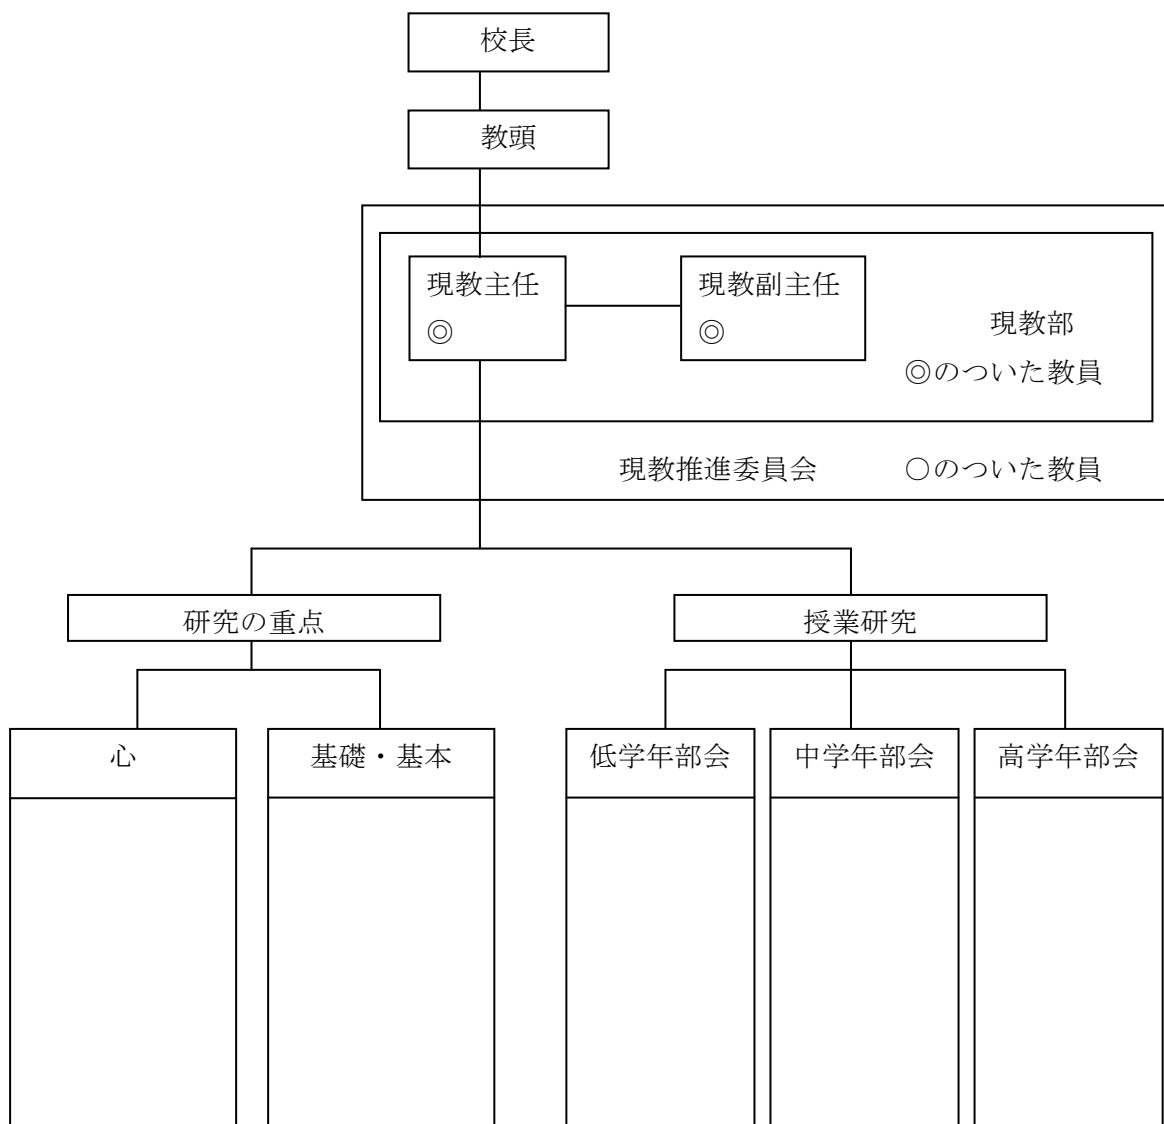 校長
教頭
現教主任
◎
現教副主任
◎
現教部
◎のついた教員
現教推進委員会
○のついた教員
研究の重点
授業研究
心
基礎・基本
低学年部会
中学年部会
高学年部会